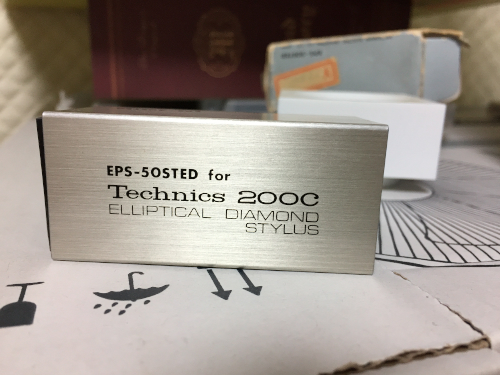 EPS-50STED for
Technics 200C
ELLIPTICAL DIAMOND
STYLUS